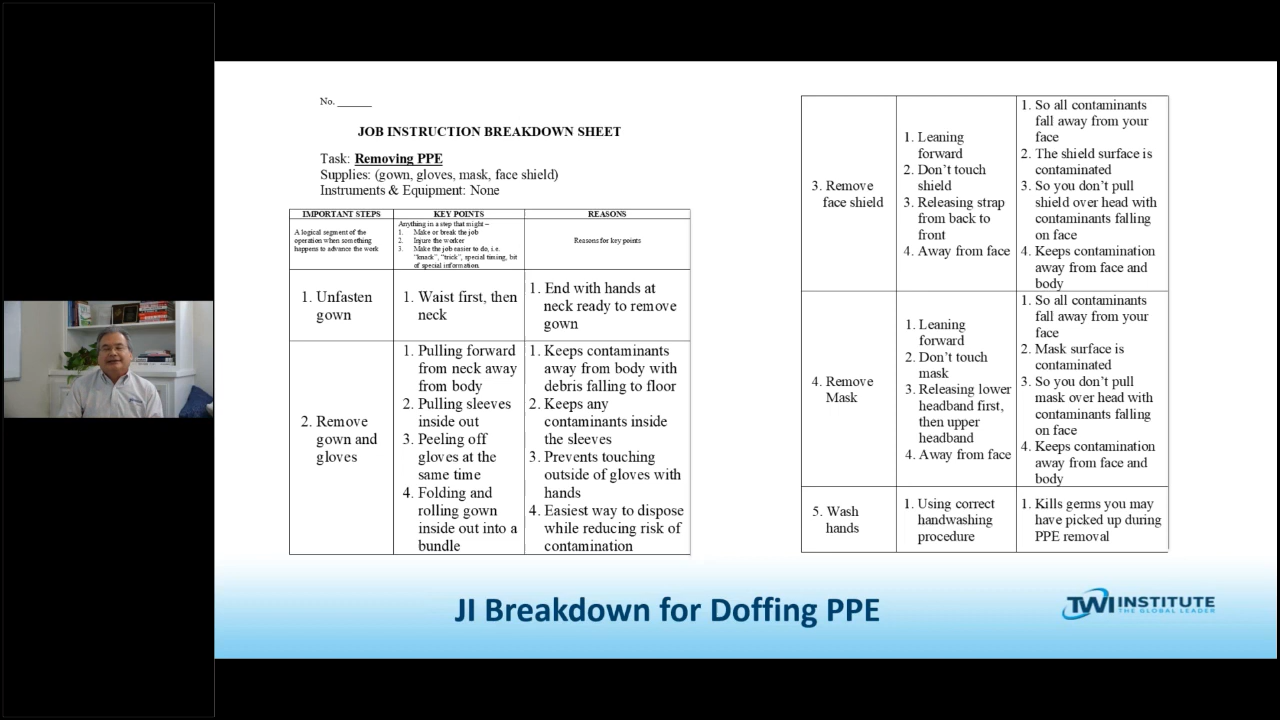 No. ______
JOB INSTRUCTION BREAKDOWN SHEET
Task: Removing PPE
Supplies: (gown, gloves, mask, face shield)
Instruments & Equipment: None
IMPORTANT STEPS
KEY POINTS
REASONS
A logical segment of the
operation when something
happens to advance the work
Anything in a step that might –
1. Make or break the job
2. Injure the worker
3. Make the job easier to do, i.e.
"knack", "trick", special timing, bit
of special information.
Reasons for key points
1. Unfasten
gown
1. Waist first, then
neck
1. End with hands at
neck ready to remove
gown
2. Remove
gown and
gloves
1. Pulling forward
from neck away
from body
2. Pulling sleeves
inside out
3. Peeling off
gloves at the
same time
4. Folding and
rolling gown
inside out into a
bundle
1. Keeps contaminants
away from body with
debris falling to floor
2. Keeps any
contaminants inside
the sleeves
3. Prevents touching
outside of gloves with
hands
4. Easiest way to dispose
while reducing risk of
contamination
3. Remove
face shield
1. Leaning
forward
2. Don't touch
shield
3. Releasing strap
from back to
front
4. Away from face
1. So all contaminants
fall away from your
face
2. The shield surface is
contaminated
3. So you don't pull
shield over head with
contaminants falling
on face
4. Keeps contamination
away from face and
body
4. Remove
Mask
1. Leaning
forward
2. Don't touch
mask
3. Releasing lower
headband first,
then upper
headband
4. Away from face
1. So all contaminants
fall away from your
face
2. Mask surface is
contaminated
3. So you don't pull
mask over head with
contaminants falling
on face
4. Keeps contamination
away from face and
body
5. Wash
hands
1. Using correct
handwashing
procedure
1. Kills germs you may
have picked up during
PPE removal
JI Breakdown for Doffing PPE
TWI INSTITUTE
THE GLOBAL LEADER